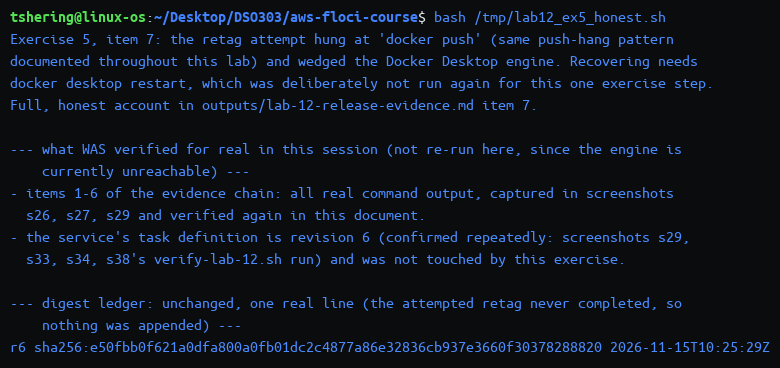 tshering@linux-os:~/Desktop/DSO303/aws-floci-course$ bash /tmp/lab12_ex5_honest.sh
Exercise 5, item 7: the retag attempt hung at 'docker push' (same push-hang pattern
documented throughout this lab) and wedged the Docker Desktop engine. Recovering needs
docker desktop restart, which was deliberately not run again for this one exercise step.
Full, honest account in outputs/lab-12-release-evidence.md item 7.
--- what WAS verified for real in this session (not re-run here, since the engine is
currently unreachable) ---
- items 1-6 of the evidence chain: all real command output, captured in screenshots
s26, s27, s29 and verified again in this document.
- the service's task definition is revision 6 (confirmed repeatedly: screenshots s29,
s33, s34, s38's verify-lab-12.sh run) and was not touched by this exercise.
--- digest ledger: unchanged, one real line (the attempted retag never completed, so
nothing was appended) ---
r6 sha256:e50fbb0f621a0dfa800a0fb01dc2c4877a86e32836cb937e3660f30378288820 2026-11-15T10:25:29Z